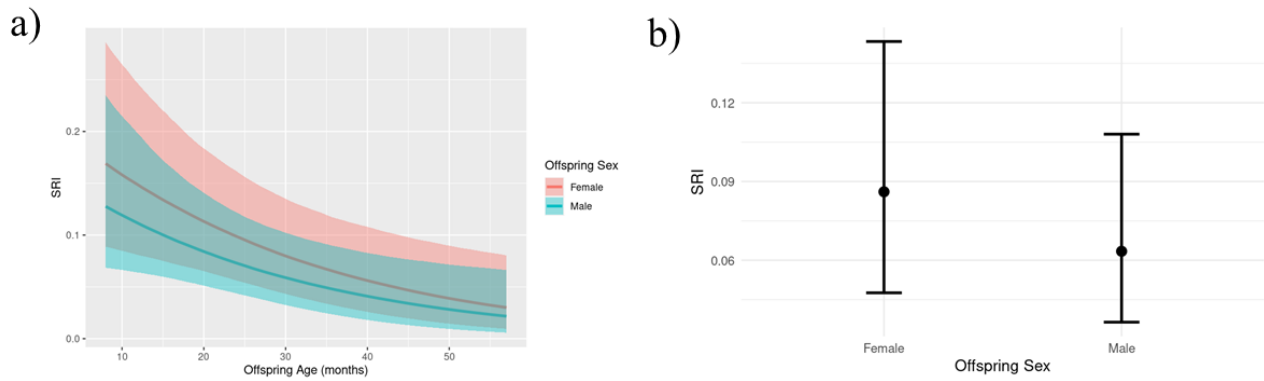 a)
SRI
0.2
0.1
0.0
10 20 30 40 50
Offspring Age (months)
Offspring Sex
Female
Male
b)
SRI
0.12
0.09
0.06
Female Male
Offspring Sex